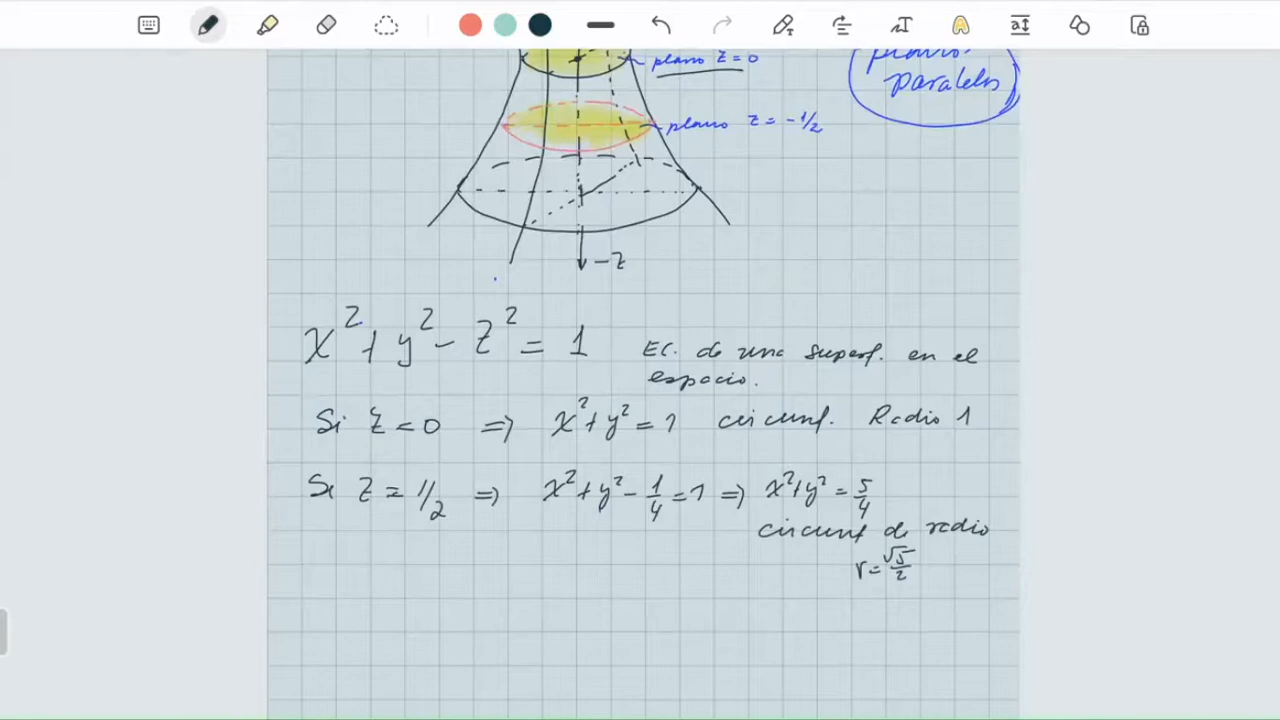 plano z = 0
paralelos
plano z = -1/2
-z
x² + y² - z² = 1 Ec. de una superf. en el
espacio.
Si z = 0 ⇒ x² + y² = 1 circunf. Radio 1
Si z = 1/2 ⇒ x² + y² - 1/4 = 1 ⇒ x² + y² = 5/4
circunf de radio
r = √5/2